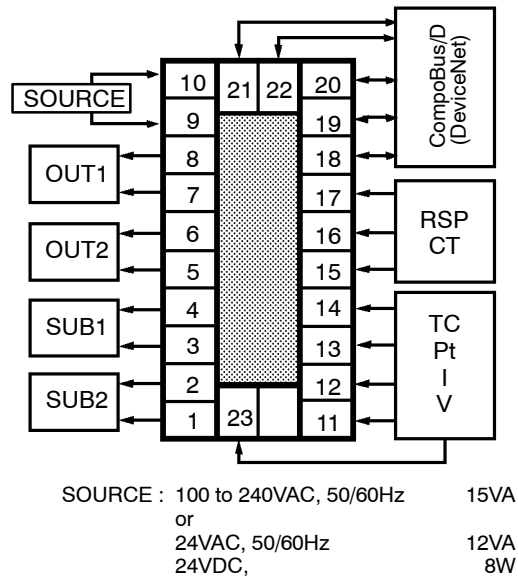 CompoBus/D
(DeviceNet)
10 21 22 20
SOURCE
9 19
8 18
OUT1
7 17
RSP
CT
6 16
OUT2
5 15
4 14
SUB1
3 13
TC
Pt
I
V
2 12
SUB2
1 23 11
SOURCE : 100 to 240VAC, 50/60Hz 15VA
or
24VAC, 50/60Hz 12VA
24VDC, 8W